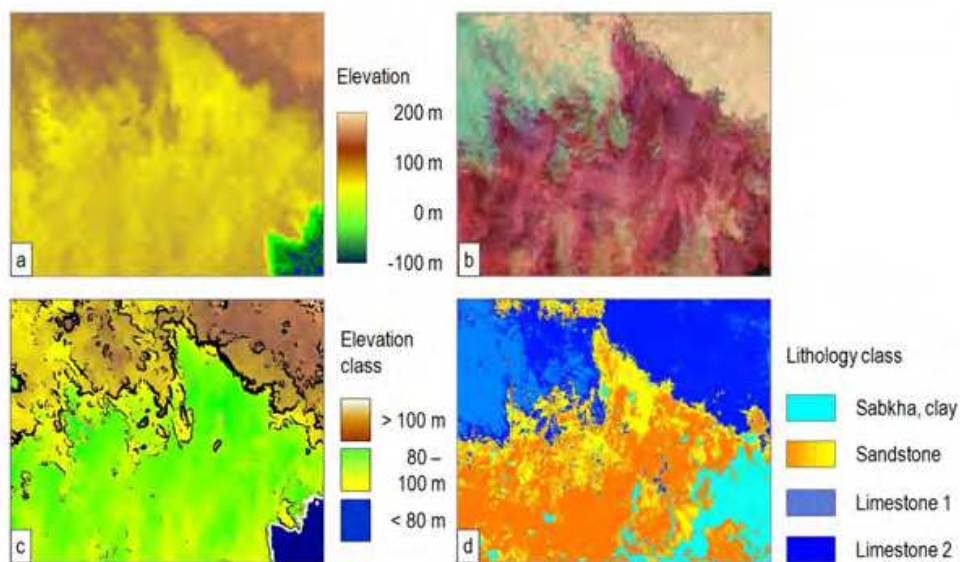 Elevation
200 m
100 m
0 m
-100 m
a
b
Elevation
class
> 100 m
80 –
100 m
< 80 m
c
Lithology class
Sabkha, clay
Sandstone
Limestone 1
Limestone 2
d